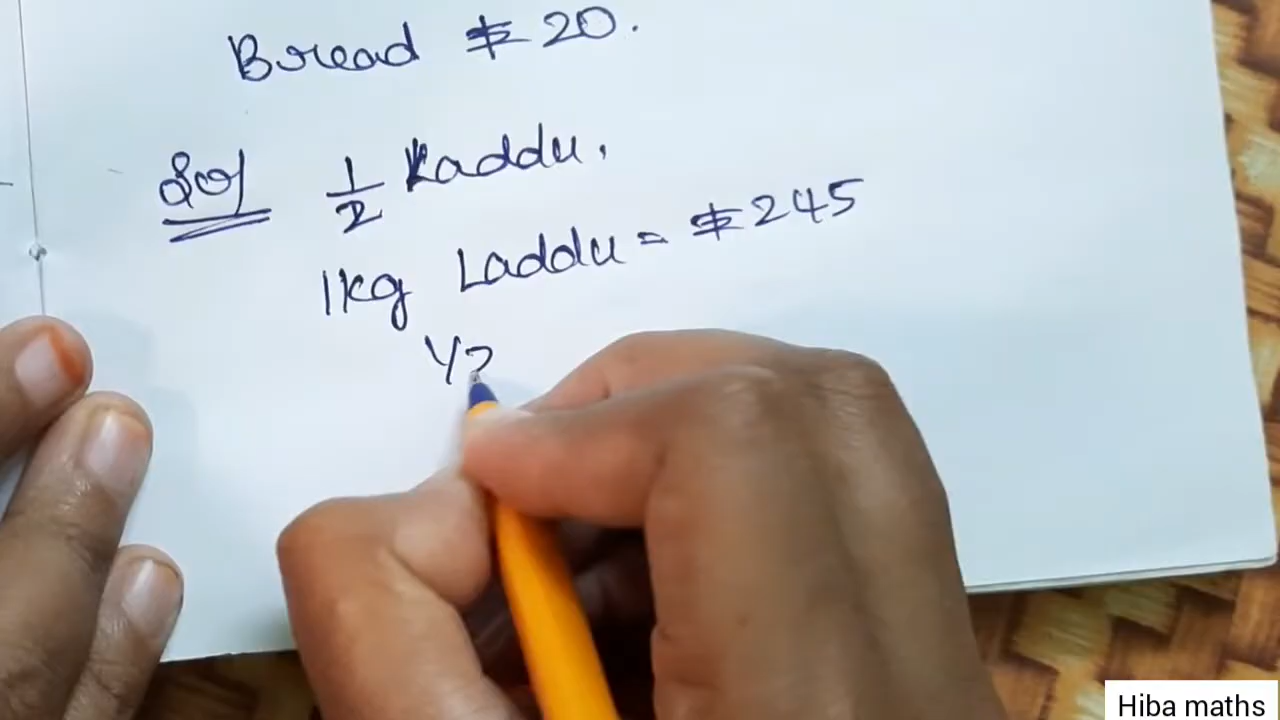 Bread $ 20.
Sol 1/2 Laddu.
1kg Laddu = $245
1/2
Hiba maths